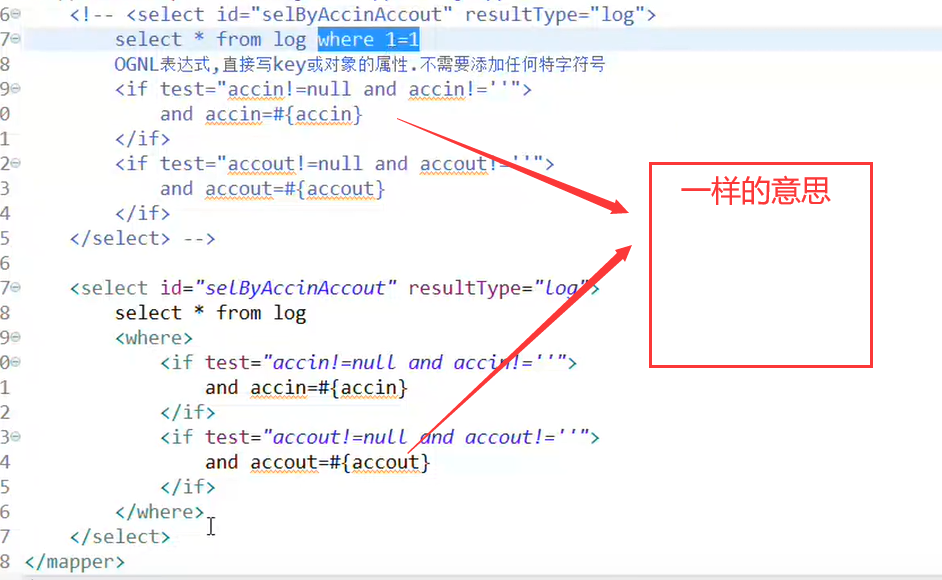 6 <!-- <select id="selByAccinAccout" resultType="log">
7 select * from log where 1=1
8 OGNL表达式,直接写key或对象的属性.不需要添加任何特字符号
9 <if test="accin!=null and accin!=''">
0 and accin=#{accin}
1 </if>
2 <if test="accout!=null and accout!=''">
3 and accout=#{accout}
4 </if>
5 </select> -->
6
7 <select id="selByAccinAccout" resultType="log">
8 select * from log
9 <where>
0 <if test="accin!=null and accin!=''">
1 and accin=#{accin}
2 </if>
3 <if test="accout!=null and accout!=''">
4 and accout=#{accout}
5 </if>
6 </where>
7 </select>
8 </mapper>
一样的意思